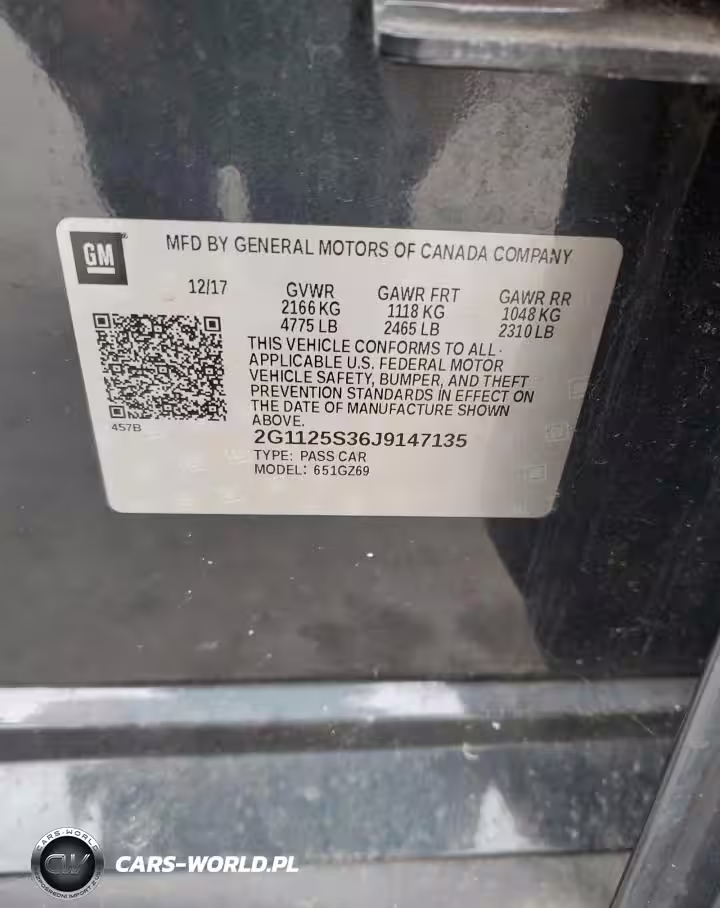 GM
MFD BY GENERAL MOTORS OF CANADA COMPANY
12/17
GVWR
2166 KG
4775 LB
GAWR FRT
1118 KG
2465 LB
GAWR RR
1048 KG
2310 LB
THIS VEHICLE CONFORMS TO ALL
APPLICABLE U.S. FEDERAL MOTOR
VEHICLE SAFETY, BUMPER, AND THEFT
PREVENTION STANDARDS IN EFFECT ON
THE DATE OF MANUFACTURE SHOWN
ABOVE.
457B
2G1125S36J9147135
TYPE: PASS CAR
MODEL: 651GZ69
CARS-WORLD
CW
CARS-WORLD.PL